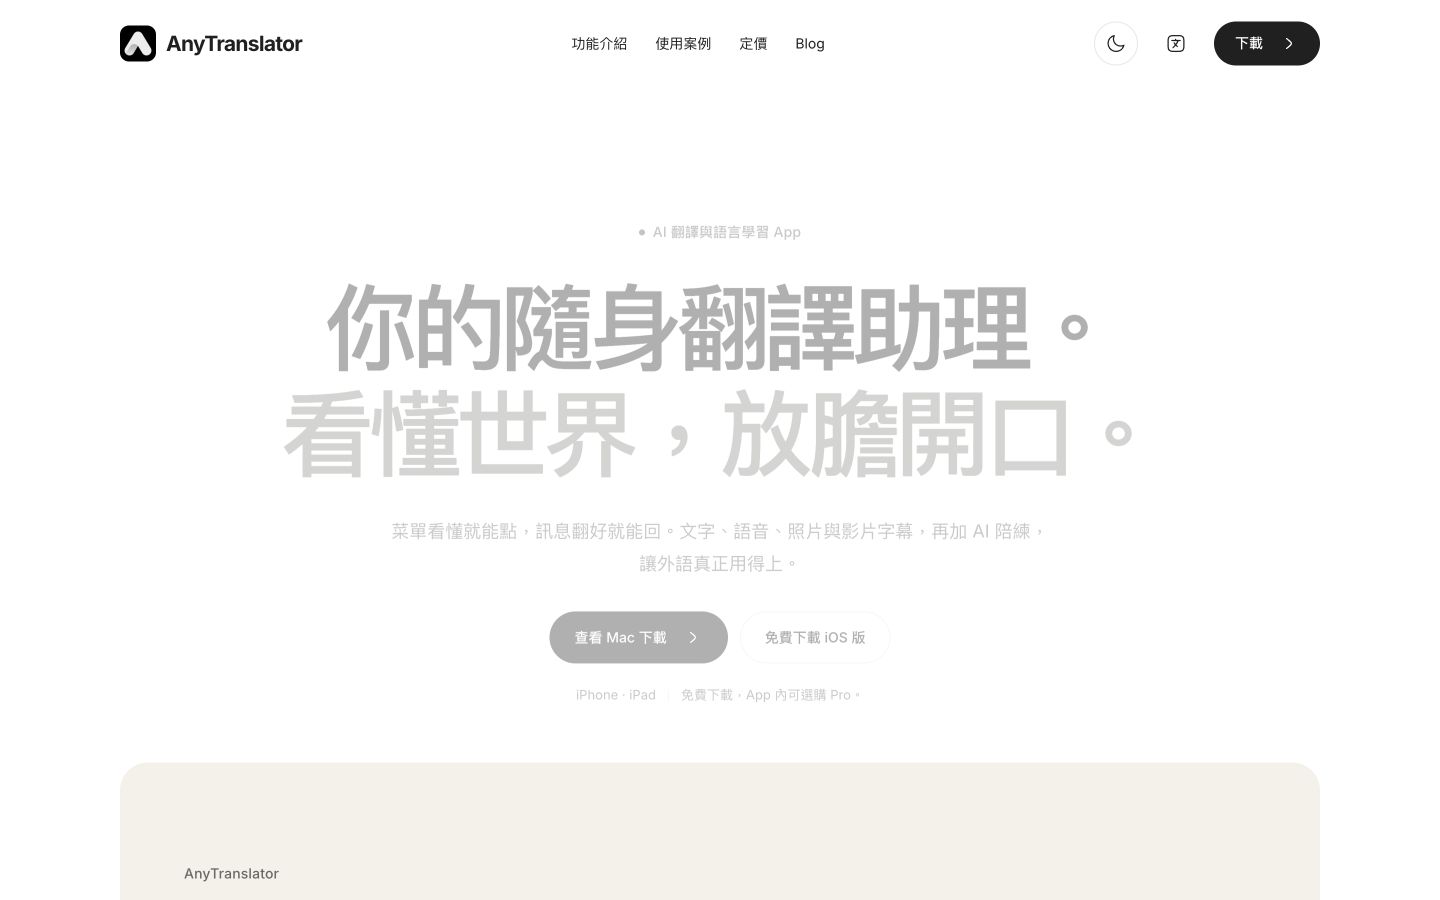 AnyTranslator
功能介紹
使用案例
定價
Blog
下載
AI 翻譯與語言學習 App
你的隨身翻譯助理。
看懂世界，放膽開口。
菜單看懂就能點，訊息翻好就能回。文字、語音、照片與影片字幕，再加 AI 陪練，
讓外語真正用得上。
查看 Mac 下載
免費下載 iOS 版
iPhone · iPad
免費下載，App 內可選購 Pro。
AnyTranslator